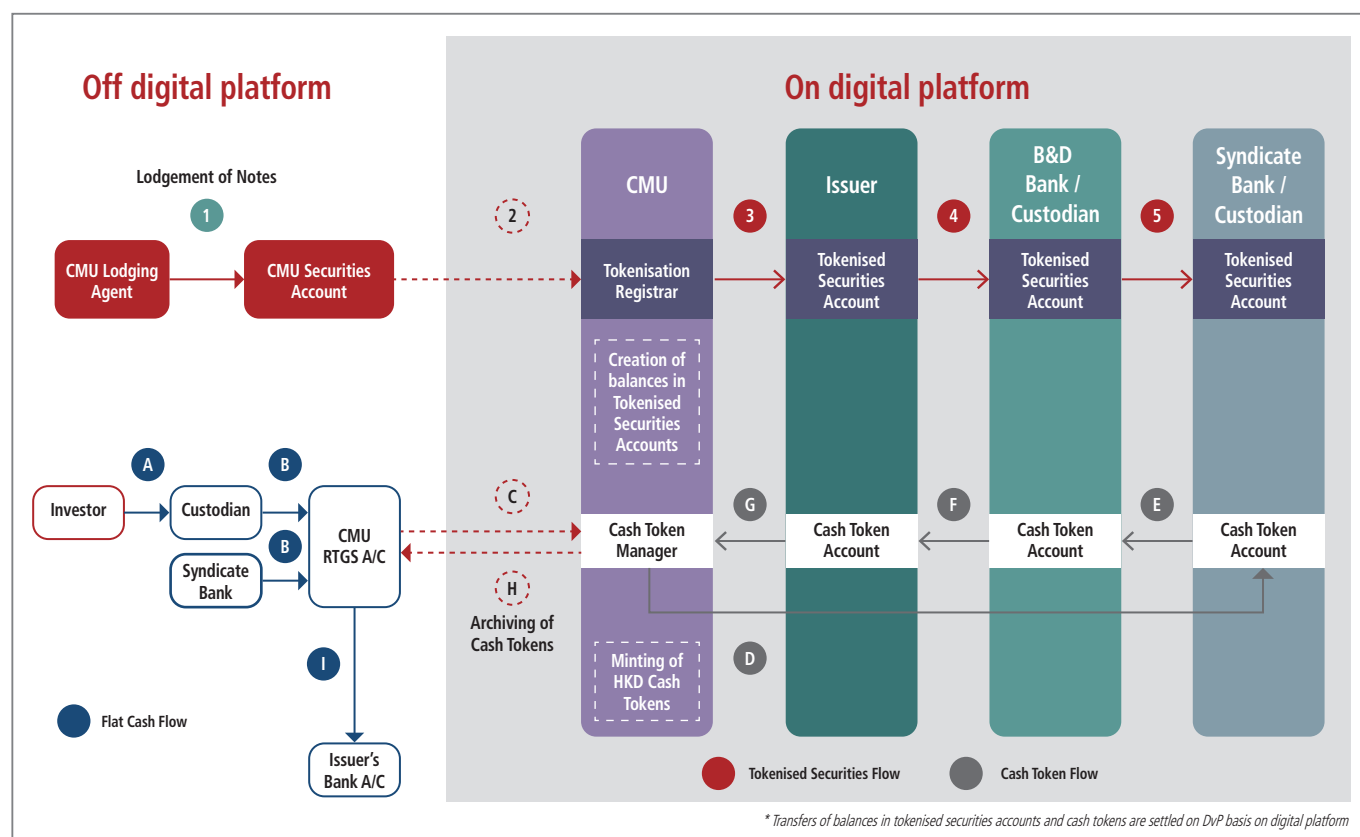 Off digital platform
On digital platform
Lodgement of Notes
1
CMU Lodging
Agent
CMU Securities
Account
2
CMU
3
Issuer
4
B&D
Bank /
Custodian
5
Syndicate
Bank /
Custodian
Tokenisation
Registrar
Tokenised
Securities
Account
Tokenised
Securities
Account
Tokenised
Securities
Account
Creation of
balances in
Tokenised
Securities
Accounts
A
B
Investor
Custodian
B
Syndicate
Bank
CMU
RTGS A/C
C
G
F
E
Cash Token
Manager
Cash Token
Account
Cash Token
Account
Cash Token
Account
H
Archiving of
Cash Tokens
I
D
Minting of
HKD Cash
Tokens
Flat Cash Flow
Issuer's
Bank A/C
Tokenised Securities Flow
Cash Token Flow
* Transfers of balances in tokenised securities accounts and cash tokens are settled on DvP basis on digital platform